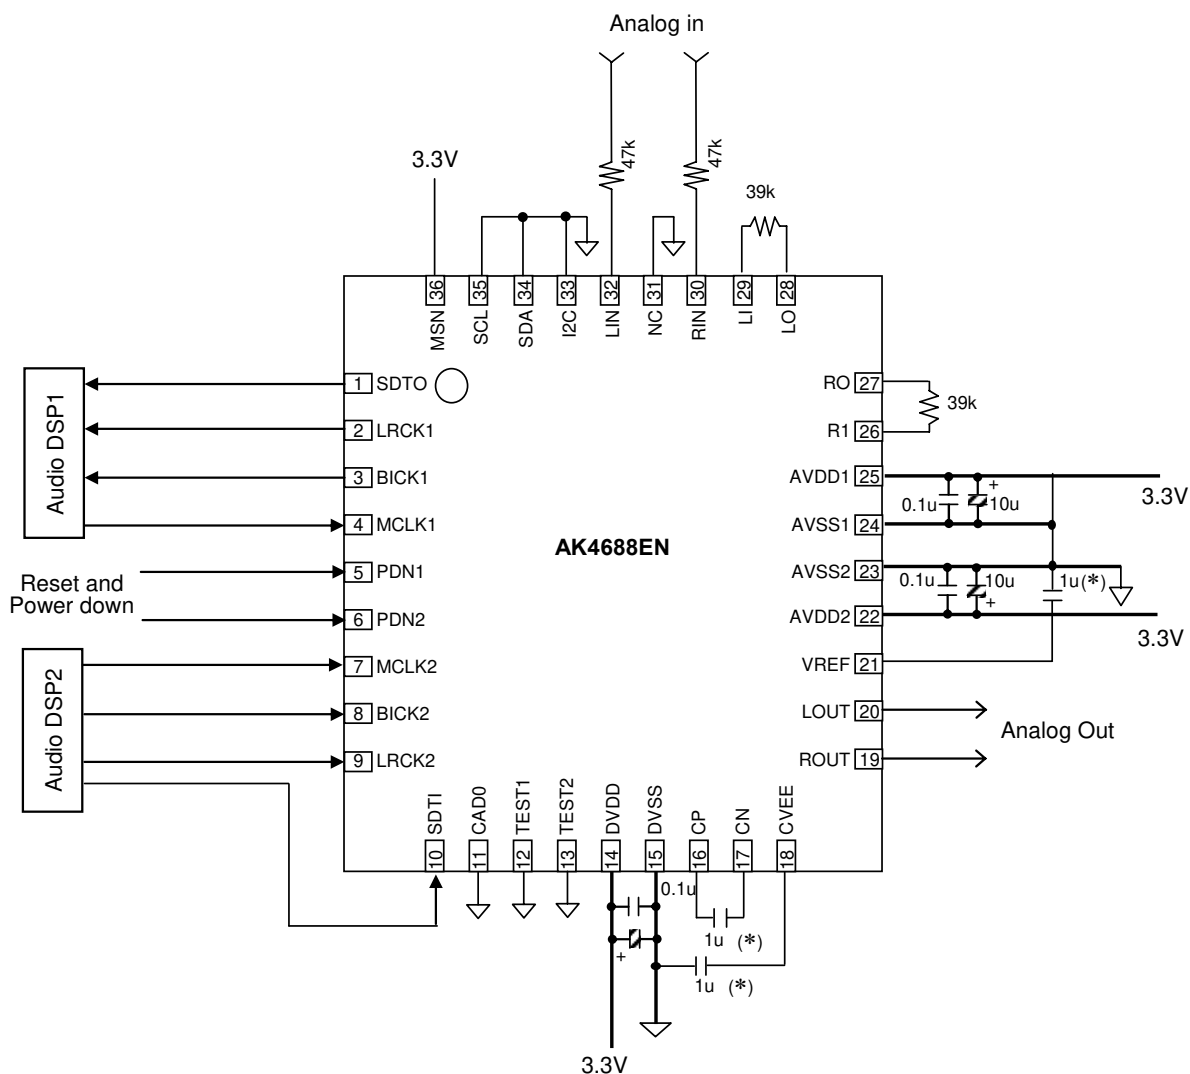 Analog in
47k
47k
3.3V
39k
36
35
34
33
32
31
30
29
28
MSN
SCL
SDA
I2C
LIN
NC
RIN
LI
LO
Audio DSP1
1 SDTO
2 LRCK1
3 BICK1
4 MCLK1
Reset and
Power down
5 PDN1
6 PDN2
Audio DSP2
7 MCLK2
8 BICK2
9 LRCK2
AK4688EN
RO 27
39k
R1 26
AVDD1 25
3.3V
0.1u
+
10u
AVSS1 24
AVSS2 23
0.1u
10u
+
1u(*)
AVDD2 22
3.3V
VREF 21
LOUT 20
Analog Out
ROUT 19
SDTI
CAD0
TEST1
TEST2
DVDD
DVSS
CP
CN
CVEE
10
11
12
13
14
15
16
17
18
0.1u
1u (*)
+
1u (*)
3.3V